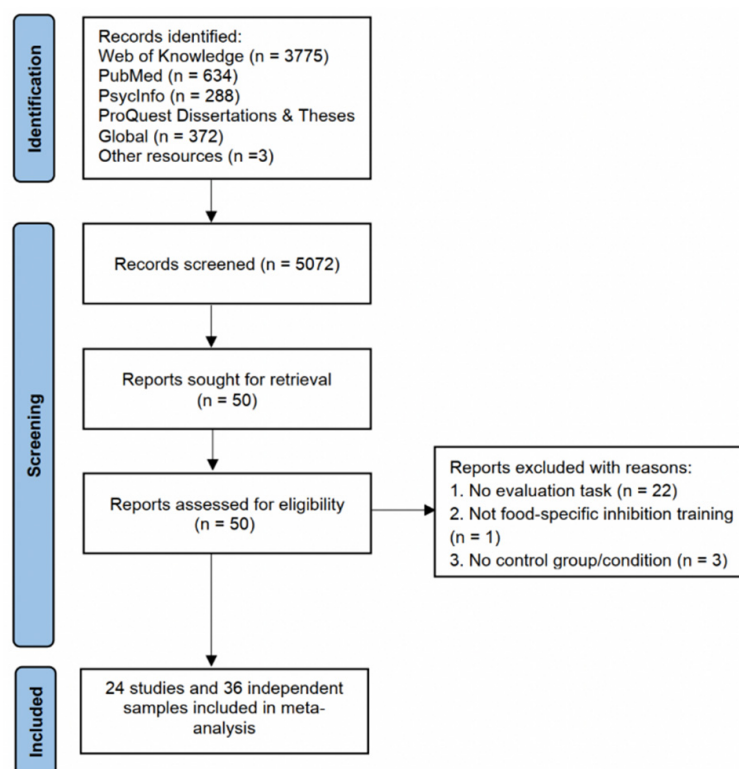 Identification
Records identified:
Web of Knowledge (n = 3775)
PubMed (n = 634)
PsycInfo (n = 288)
ProQuest Dissertations & Theses
Global (n = 372)
Other resources (n =3)
Screening
Records screened (n = 5072)
Reports sought for retrieval
(n = 50)
Reports assessed for eligibility
(n = 50)
Reports excluded with reasons:
1. No evaluation task (n = 22)
2. Not food-specific inhibition training
(n = 1)
3. No control group/condition (n = 3)
Included
24 studies and 36 independent
samples included in meta-
analysis